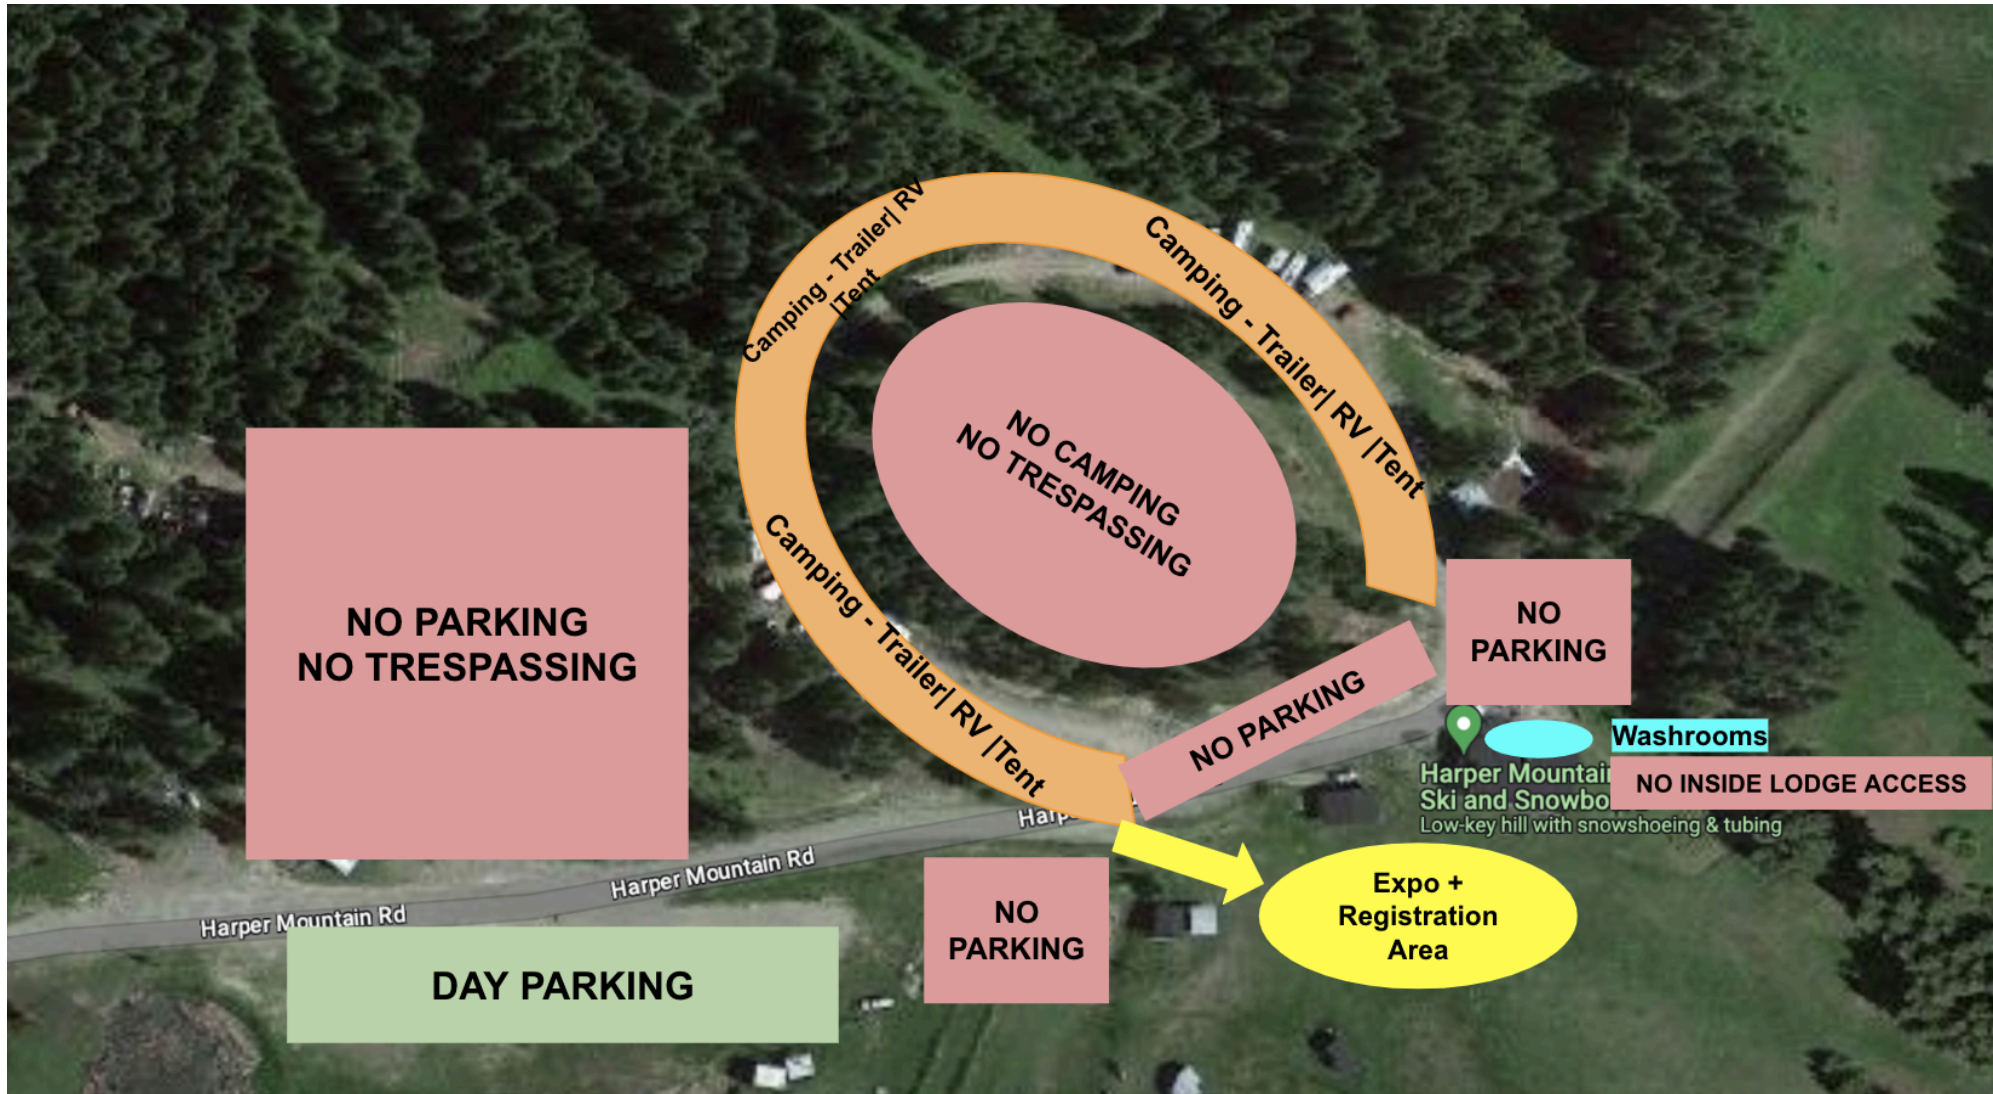 Camping - Trailer| RV
|Tent
Camping - Trailer| RV |Tent
NO CAMPING
NO TRESPASSING
Camping - Trailer| RV |Tent
NO PARKING
NO TRESPASSING
NO
PARKING
NO PARKING
Washrooms
Harper Mountain
Ski and Snowbo
NO INSIDE LODGE ACCESS
Low-key hill with snowshoeing & tubing
Harp
Harper Mountain Rd
Harper Mountain Rd
NO
PARKING
Expo +
Registration
Area
DAY PARKING